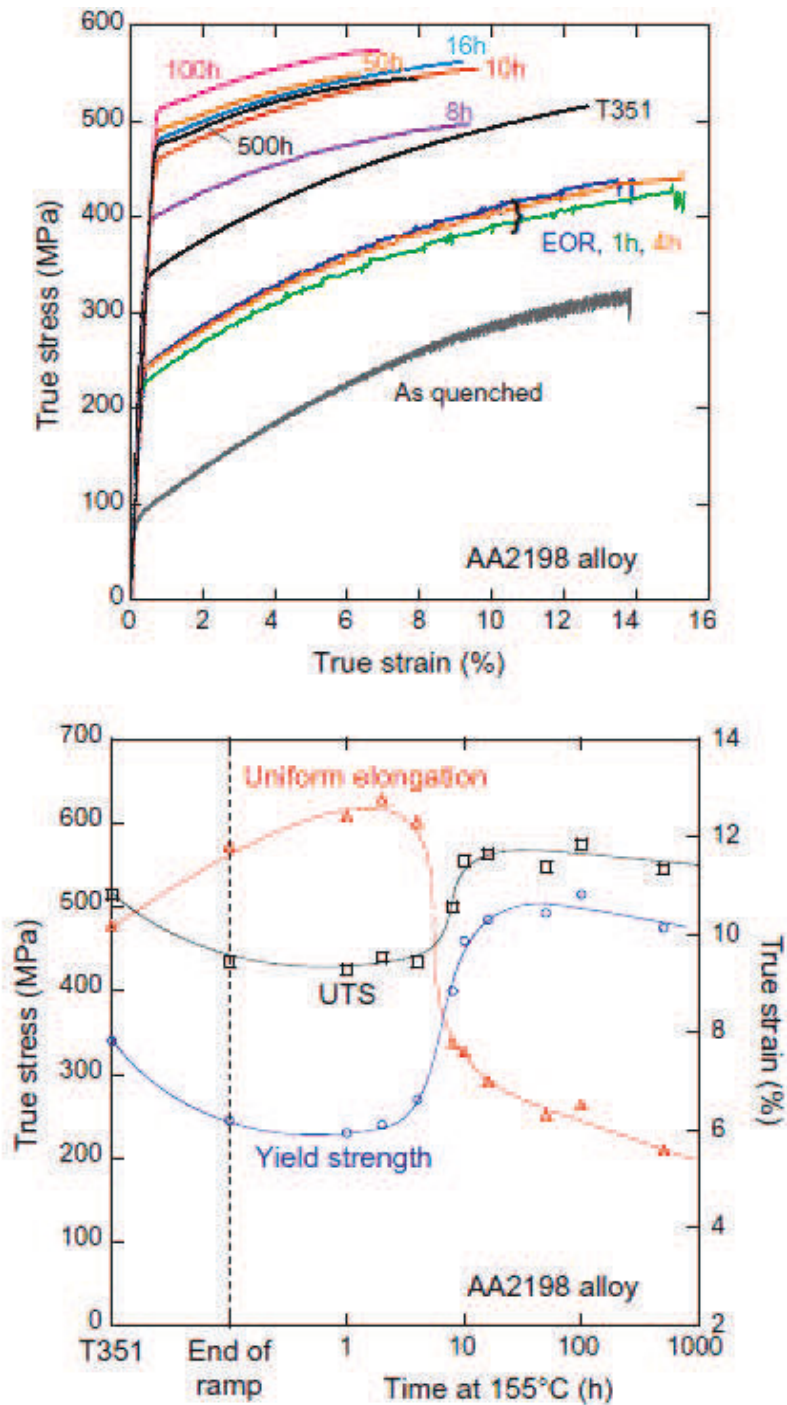 600
500
400
300
200
100
0
True stress (MPa)
100h
50h
16h
10h
500h
8h
T351
EOR, 1h, 4h
As quenched
AA2198 alloy
0 2 4 6 8 10 12 14 16
True strain (%)
700
600
500
400
300
200
100
0
True stress (MPa)
14
12
10
8
6
4
2
True strain (%)
Uniform elongation
UTS
Yield strength
AA2198 alloy
T351 End of ramp 1 10 100 1000
Time at 155°C (h)